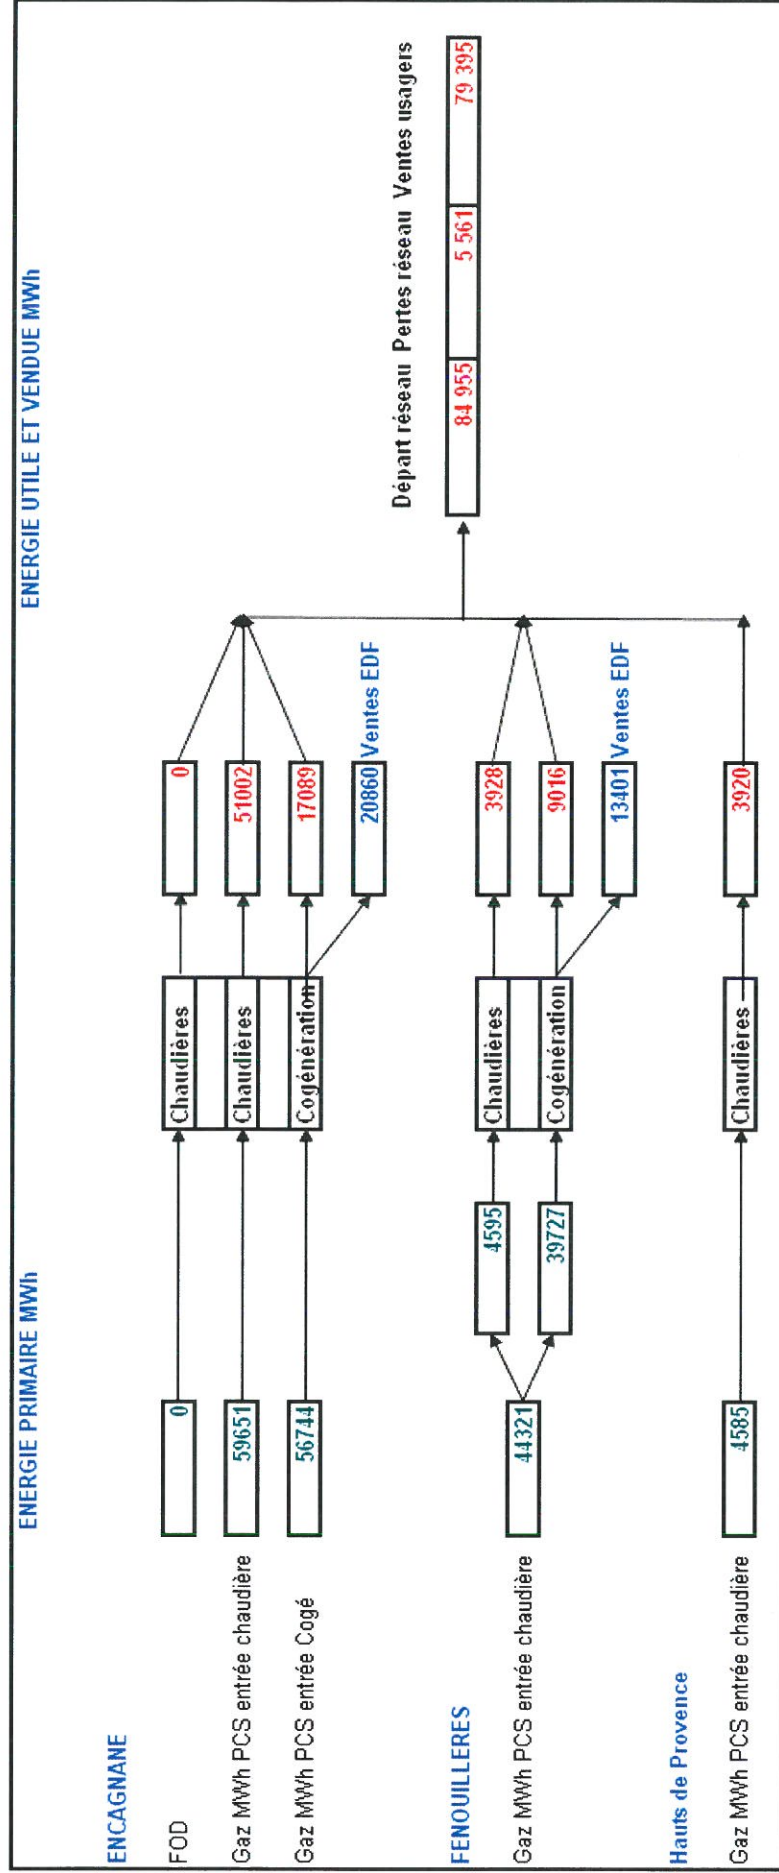 ENERGIE PRIMAIRE MWh
ENERGIE UTILE ET VENDUE MWh
ENCAGNANE
FOD
0
Chaudières
0
Gaz MWh PCS entrée chaudière
59651
Chaudières
51002
Gaz MWh PCS entrée Cogé
56744
Cogénération
17089
20860 Ventes EDF
Départ réseau Pertes réseau Ventes usagers
84 955
5 561
79 395
FENOUILLERES
4595
Chaudières
3928
Gaz MWh PCS entrée chaudière
44321
39727
Cogénération
9016
13401 Ventes EDF
Hauts de Provence
Gaz MWh PCS entrée chaudière
4585
Chaudières
3920